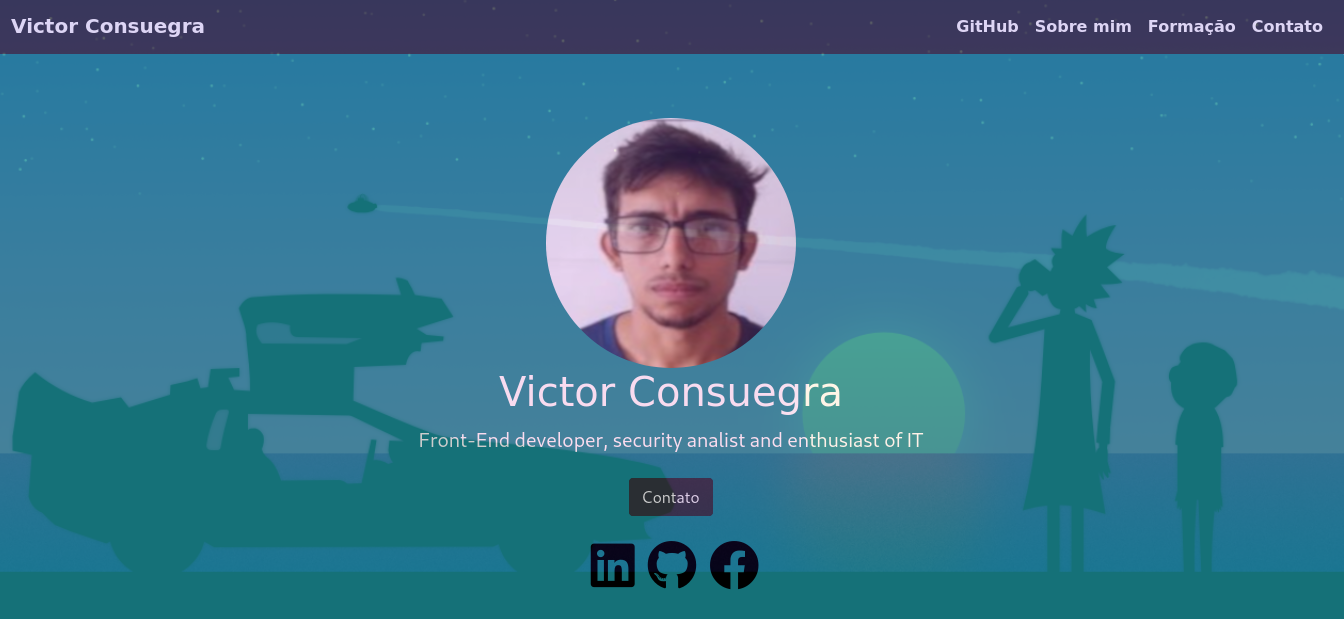 Victor Consuegra
GitHub Sobre mim Formação Contato
Victor Consuegra
Front-End developer, security analist and enthusiast of IT
Contato
in